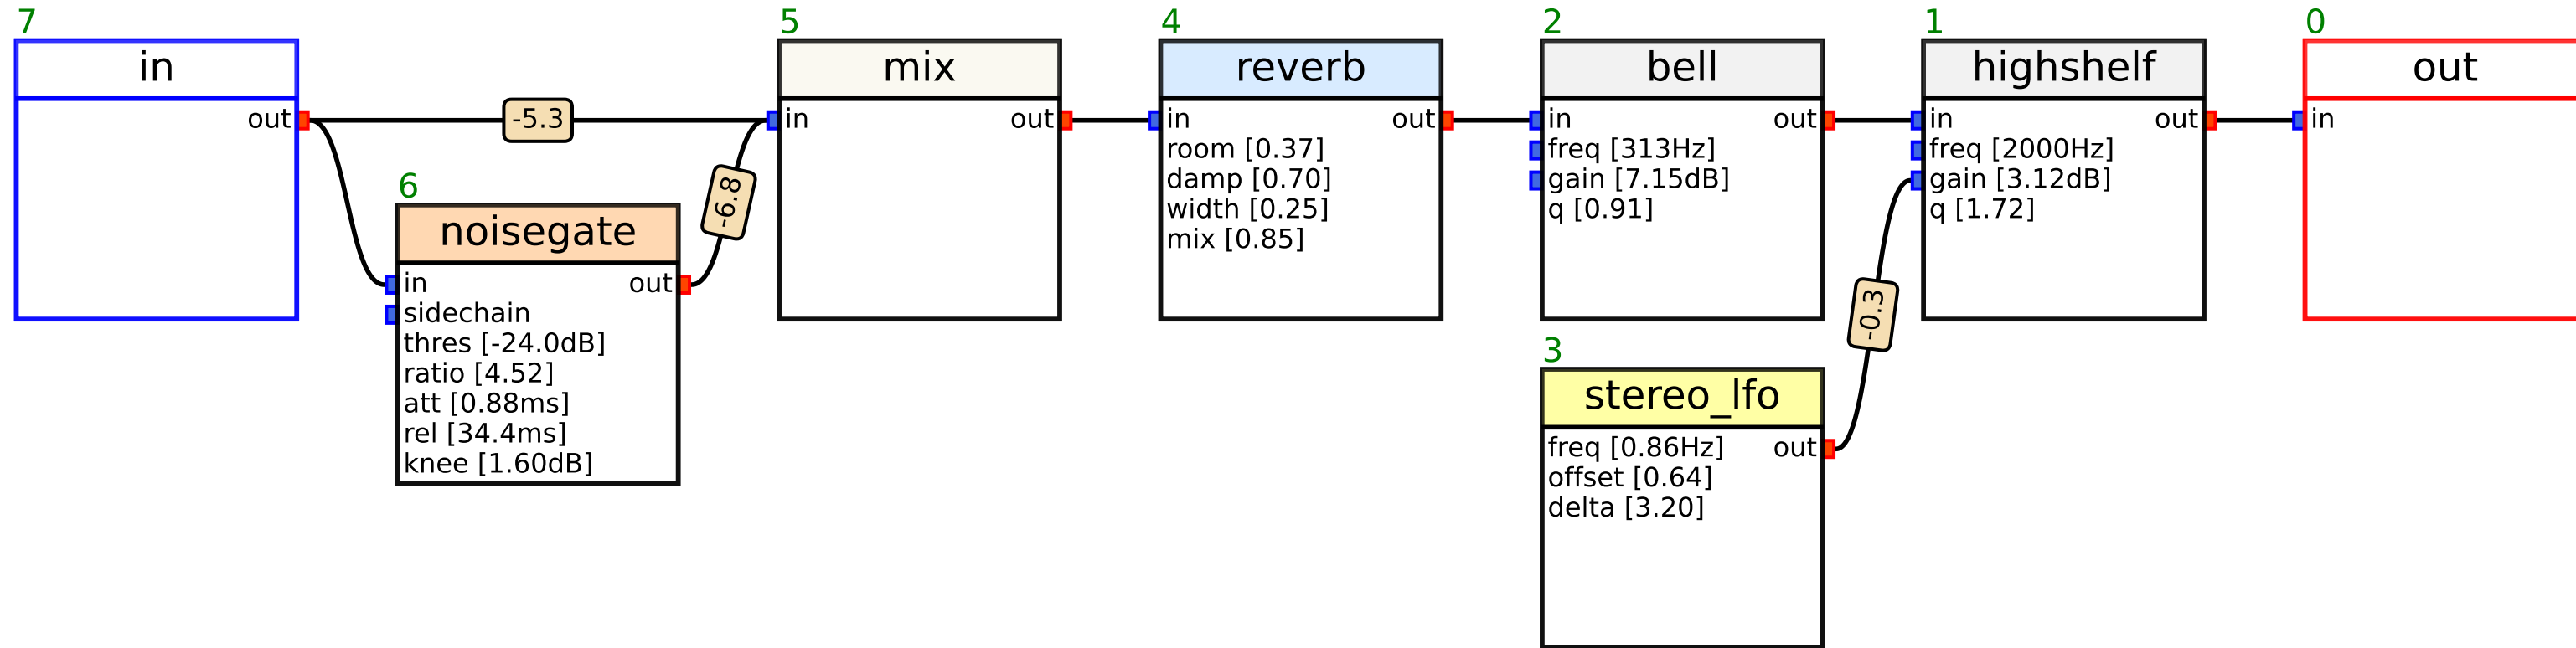 7
in
out
-5.3
6
noisegate
in
out
sidechain
thres [-24.0dB]
ratio [4.52]
att [0.88ms]
rel [34.4ms]
knee [1.60dB]
-6.8
5
mix
in
out
4
reverb
in
out
room [0.37]
damp [0.70]
width [0.25]
mix [0.85]
2
bell
in
out
freq [313Hz]
gain [7.15dB]
q [0.91]
3
stereo_lfo
freq [0.86Hz]
out
offset [0.64]
delta [3.20]
-0.3
1
highshelf
in
out
freq [2000Hz]
gain [3.12dB]
q [1.72]
0
out
in